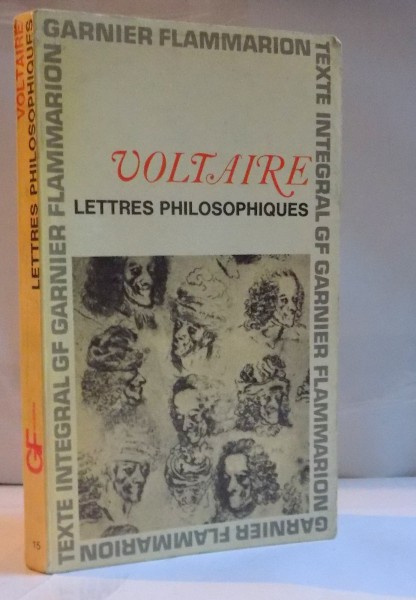 GARNIER FLAMMARION
TEXTE INTEGRAL GF GARNIER FLAMMARION
GARNIER FLAMMARION
TEXTE INTEGRAL GF GARNIER FLAMMARION
VOLTAIRE
LETTRES PHILOSOPHIQUES
VOLTAIRE
LETTRES PHILOSOPHIQUES
GF
15